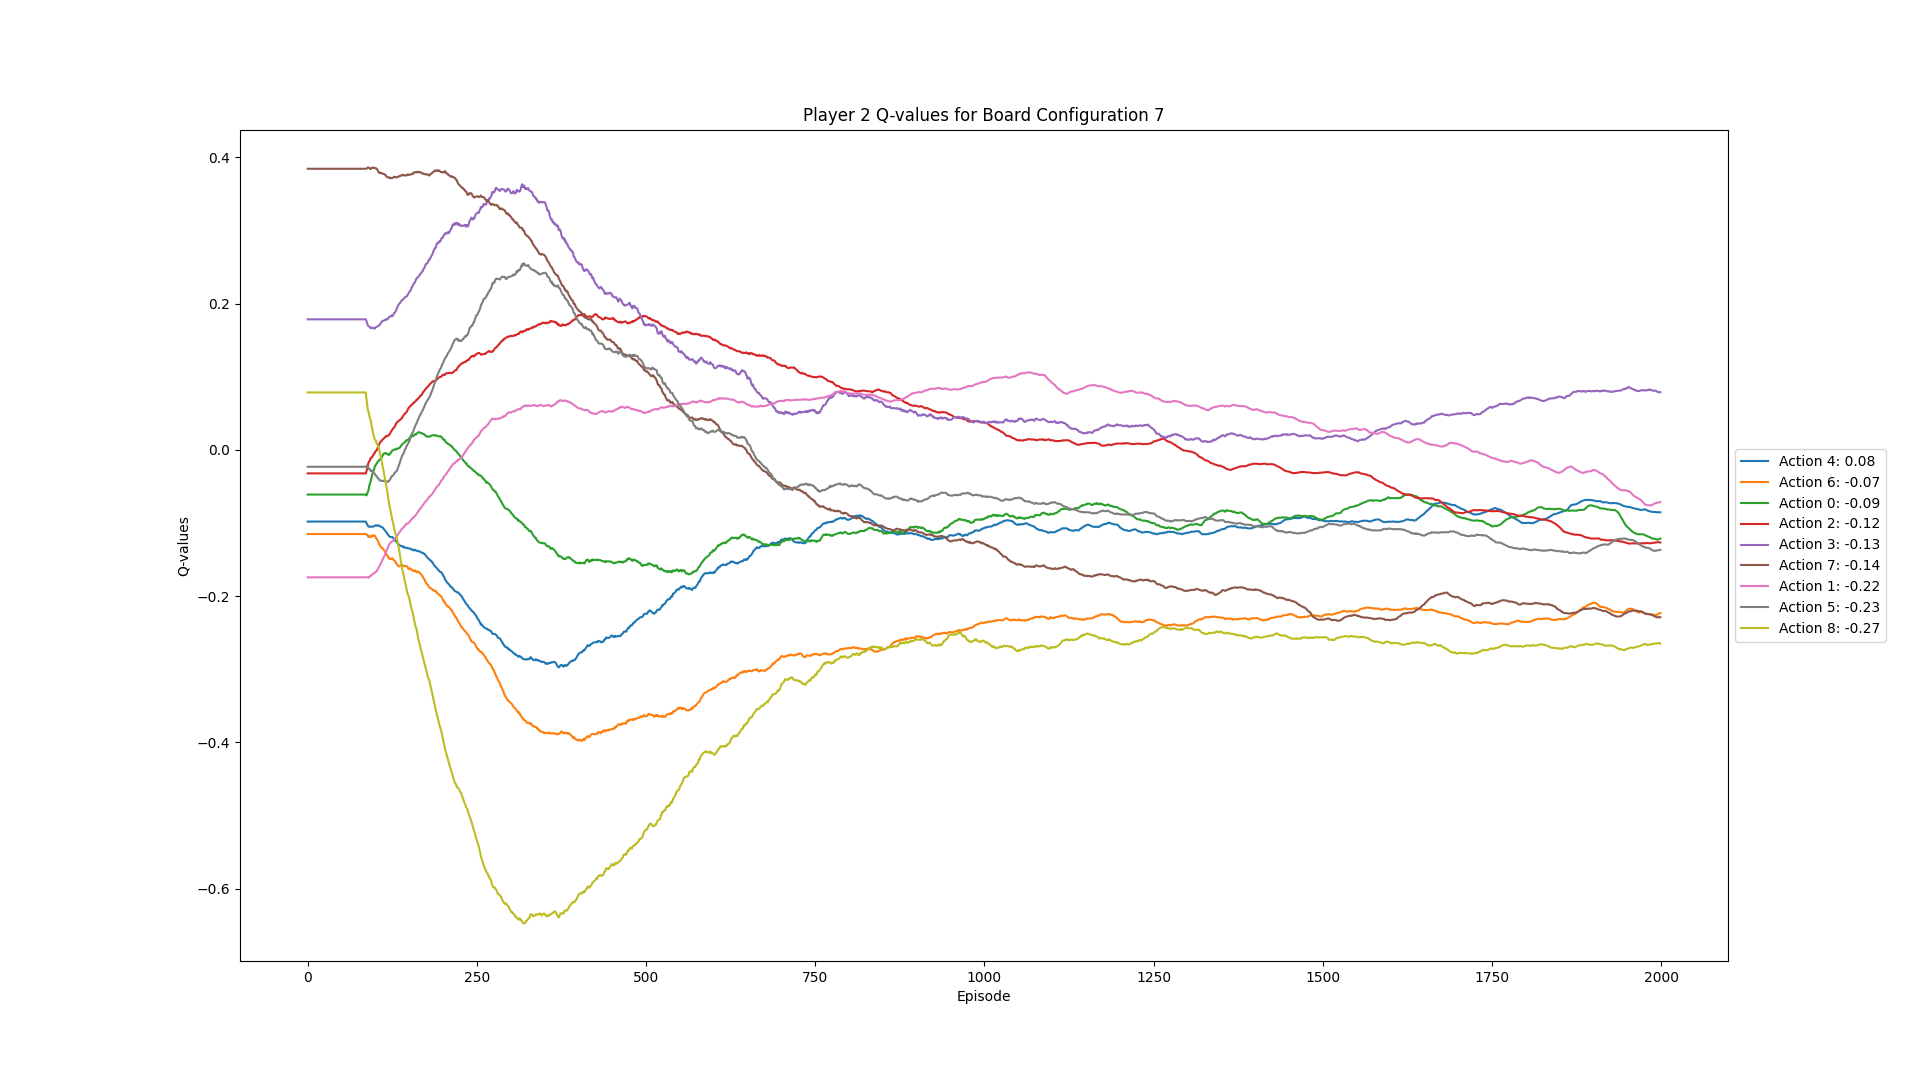 Player 2 Q-values for Board Configuration 7
0.4
0.2
0.0
−0.2
−0.4
−0.6
Q-values
0
250
500
750
1000
1250
1500
1750
2000
Episode
Action 4: 0.08
Action 6: -0.07
Action 0: -0.09
Action 2: -0.12
Action 3: -0.13
Action 7: -0.14
Action 1: -0.22
Action 5: -0.23
Action 8: -0.27